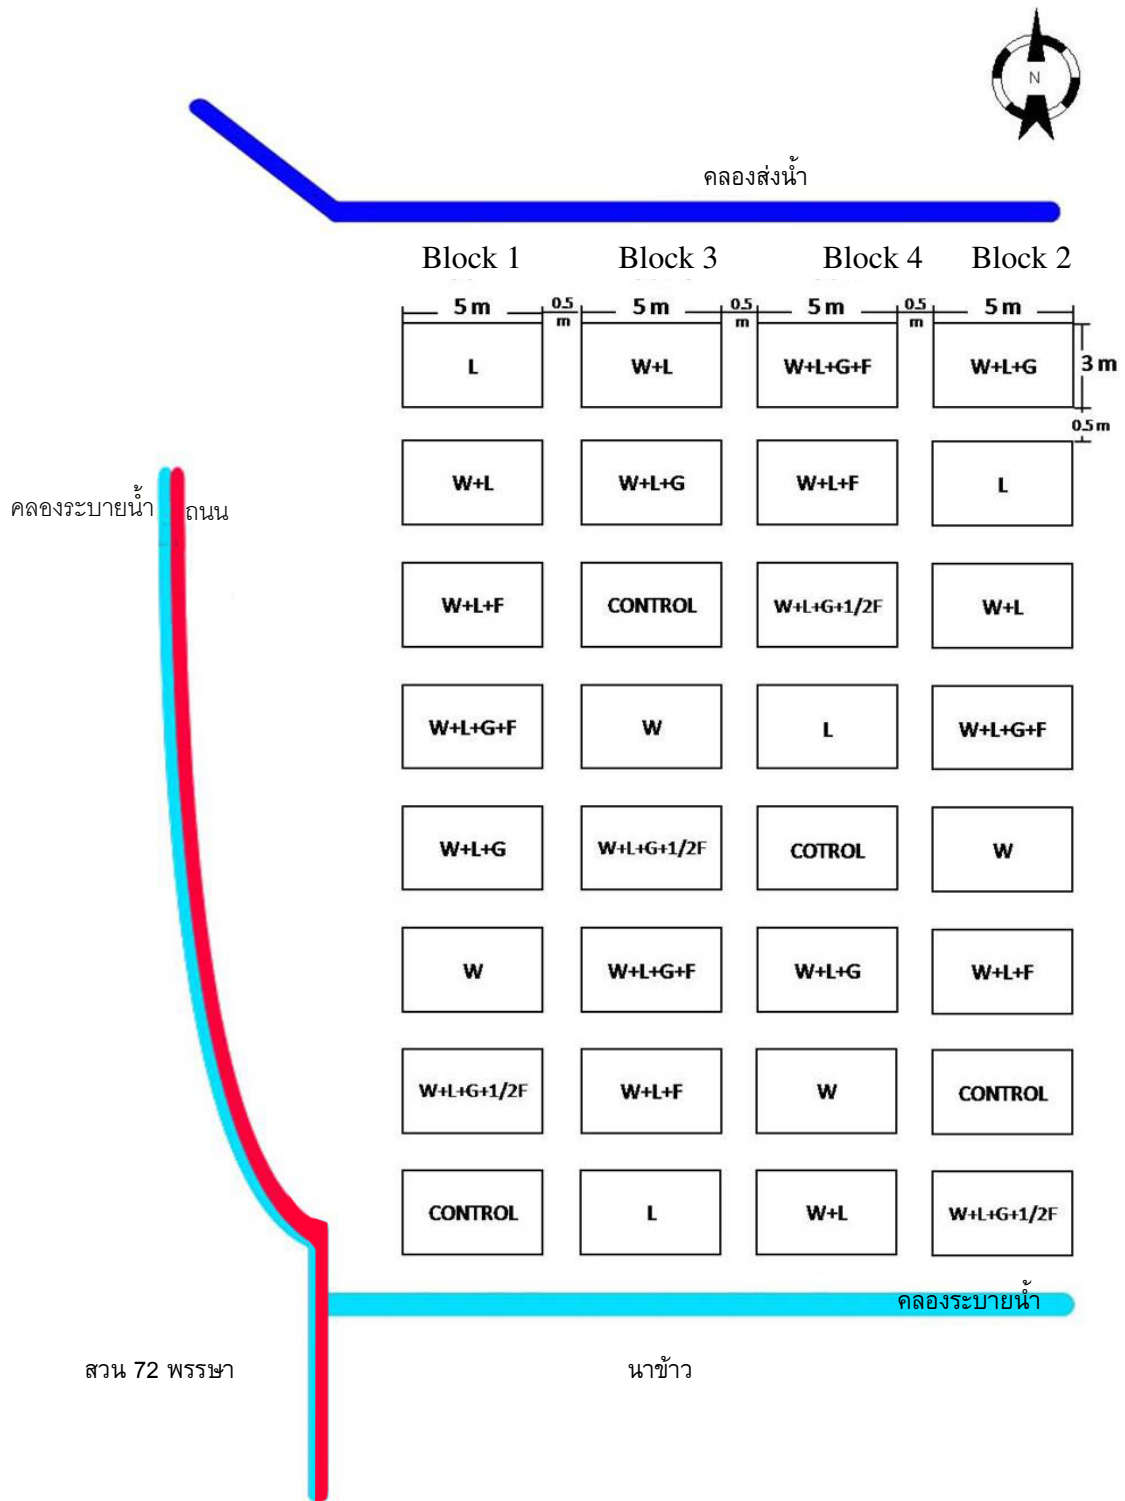 N
คลองส่งน้ำ
Block 1 Block 3 Block 4 Block 2
5 m 0.5 m 5 m 0.5 m 5 m 0.5 m 5 m
L W+L W+L+G+F W+L+G 3 m
0.5 m
W+L W+L+G W+L+F L
คลองระบายน้ำ ถนน
W+L+F CONTROL W+L+G+1/2F W+L
W+L+G+F W L W+L+G+F
W+L+G W+L+G+1/2F COTROL W
W W+L+G+F W+L+G W+L+F
W+L+G+1/2F W+L+F W CONTROL
CONTROL L W+L W+L+G+1/2F
คลองระบายน้ำ
สวน 72 พรรษา นาข้าว